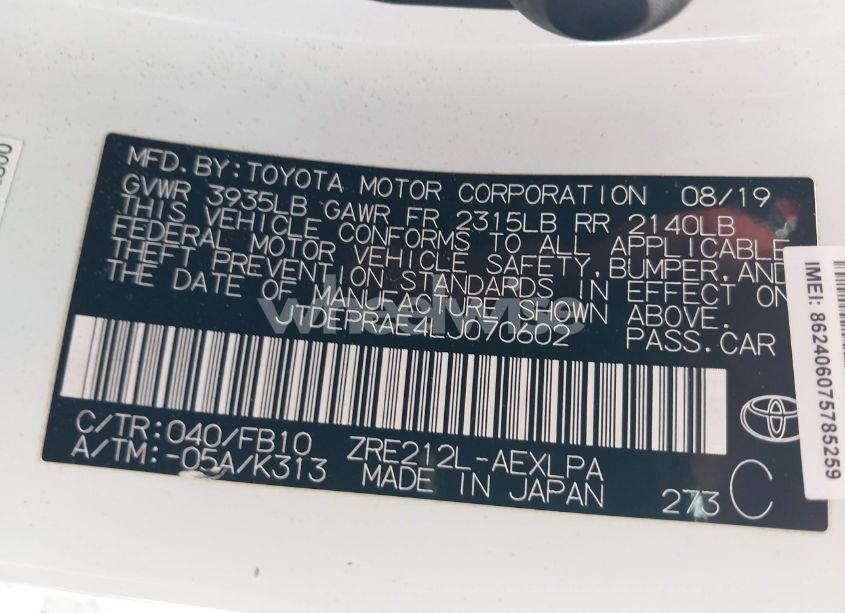 MFD.BY: TOYOTA MOTOR CORPORATION 08/19
GVWR 3935LB GAWR FR 2315LB RR 2140LB
THIS VEHICLE CONFORMS TO ALL APPLICABLE
FEDERAL MOTOR VEHICLE SAFETY, BUMPER, AND
THEFT PREVENTION STANDARDS IN EFFECT ON
THE DATE OF MANUFACTURE SHOWN ABOVE.
JTDEPRAE4LJ070602 PASS.CAR
C/TR: 040/FB10 ZRE212L-AEXLPA
A/TM: -05A/K313 MADE IN JAPAN 273 C
IMEI: 862406075785259